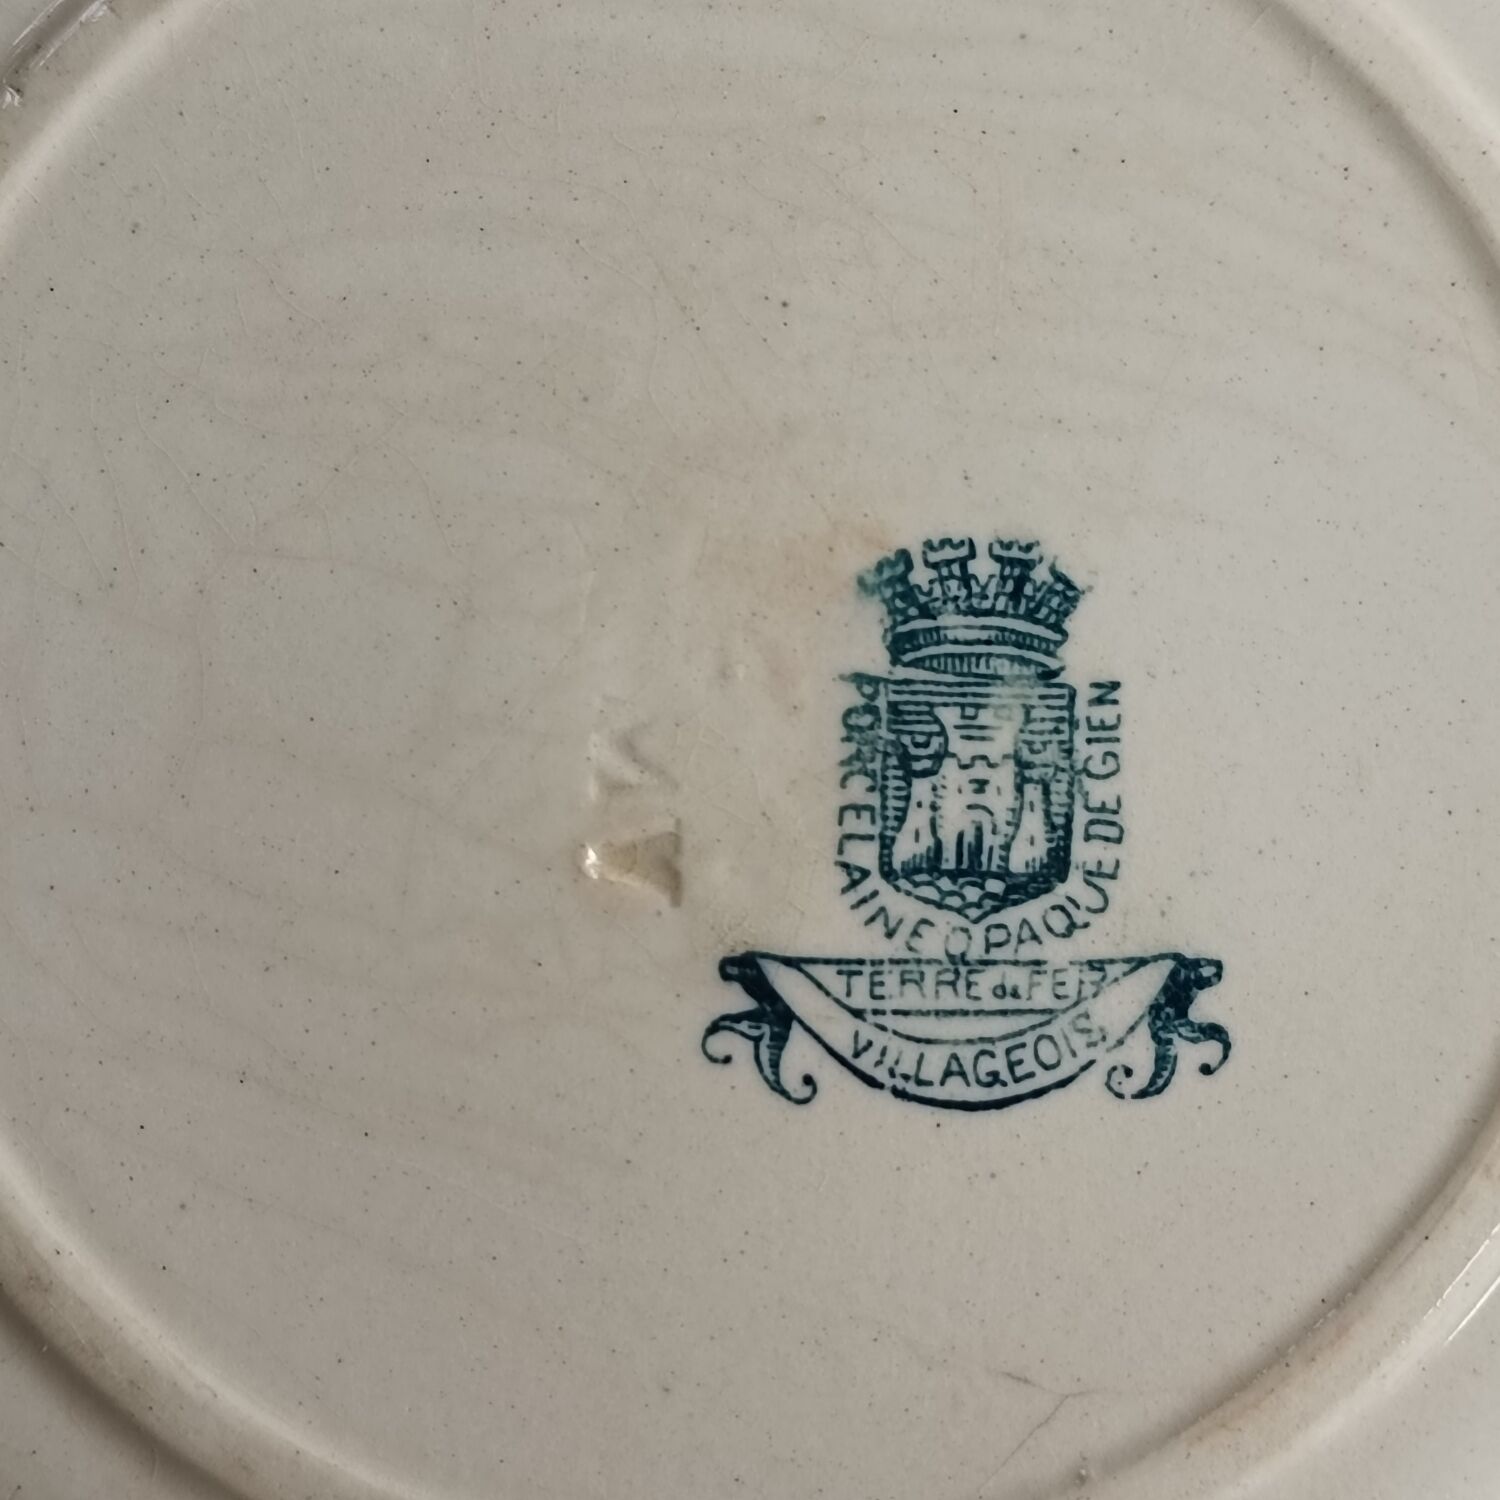 PORCELAINE OPAQUE DE GIEN
TERRE de FER
VILLAGEOIS